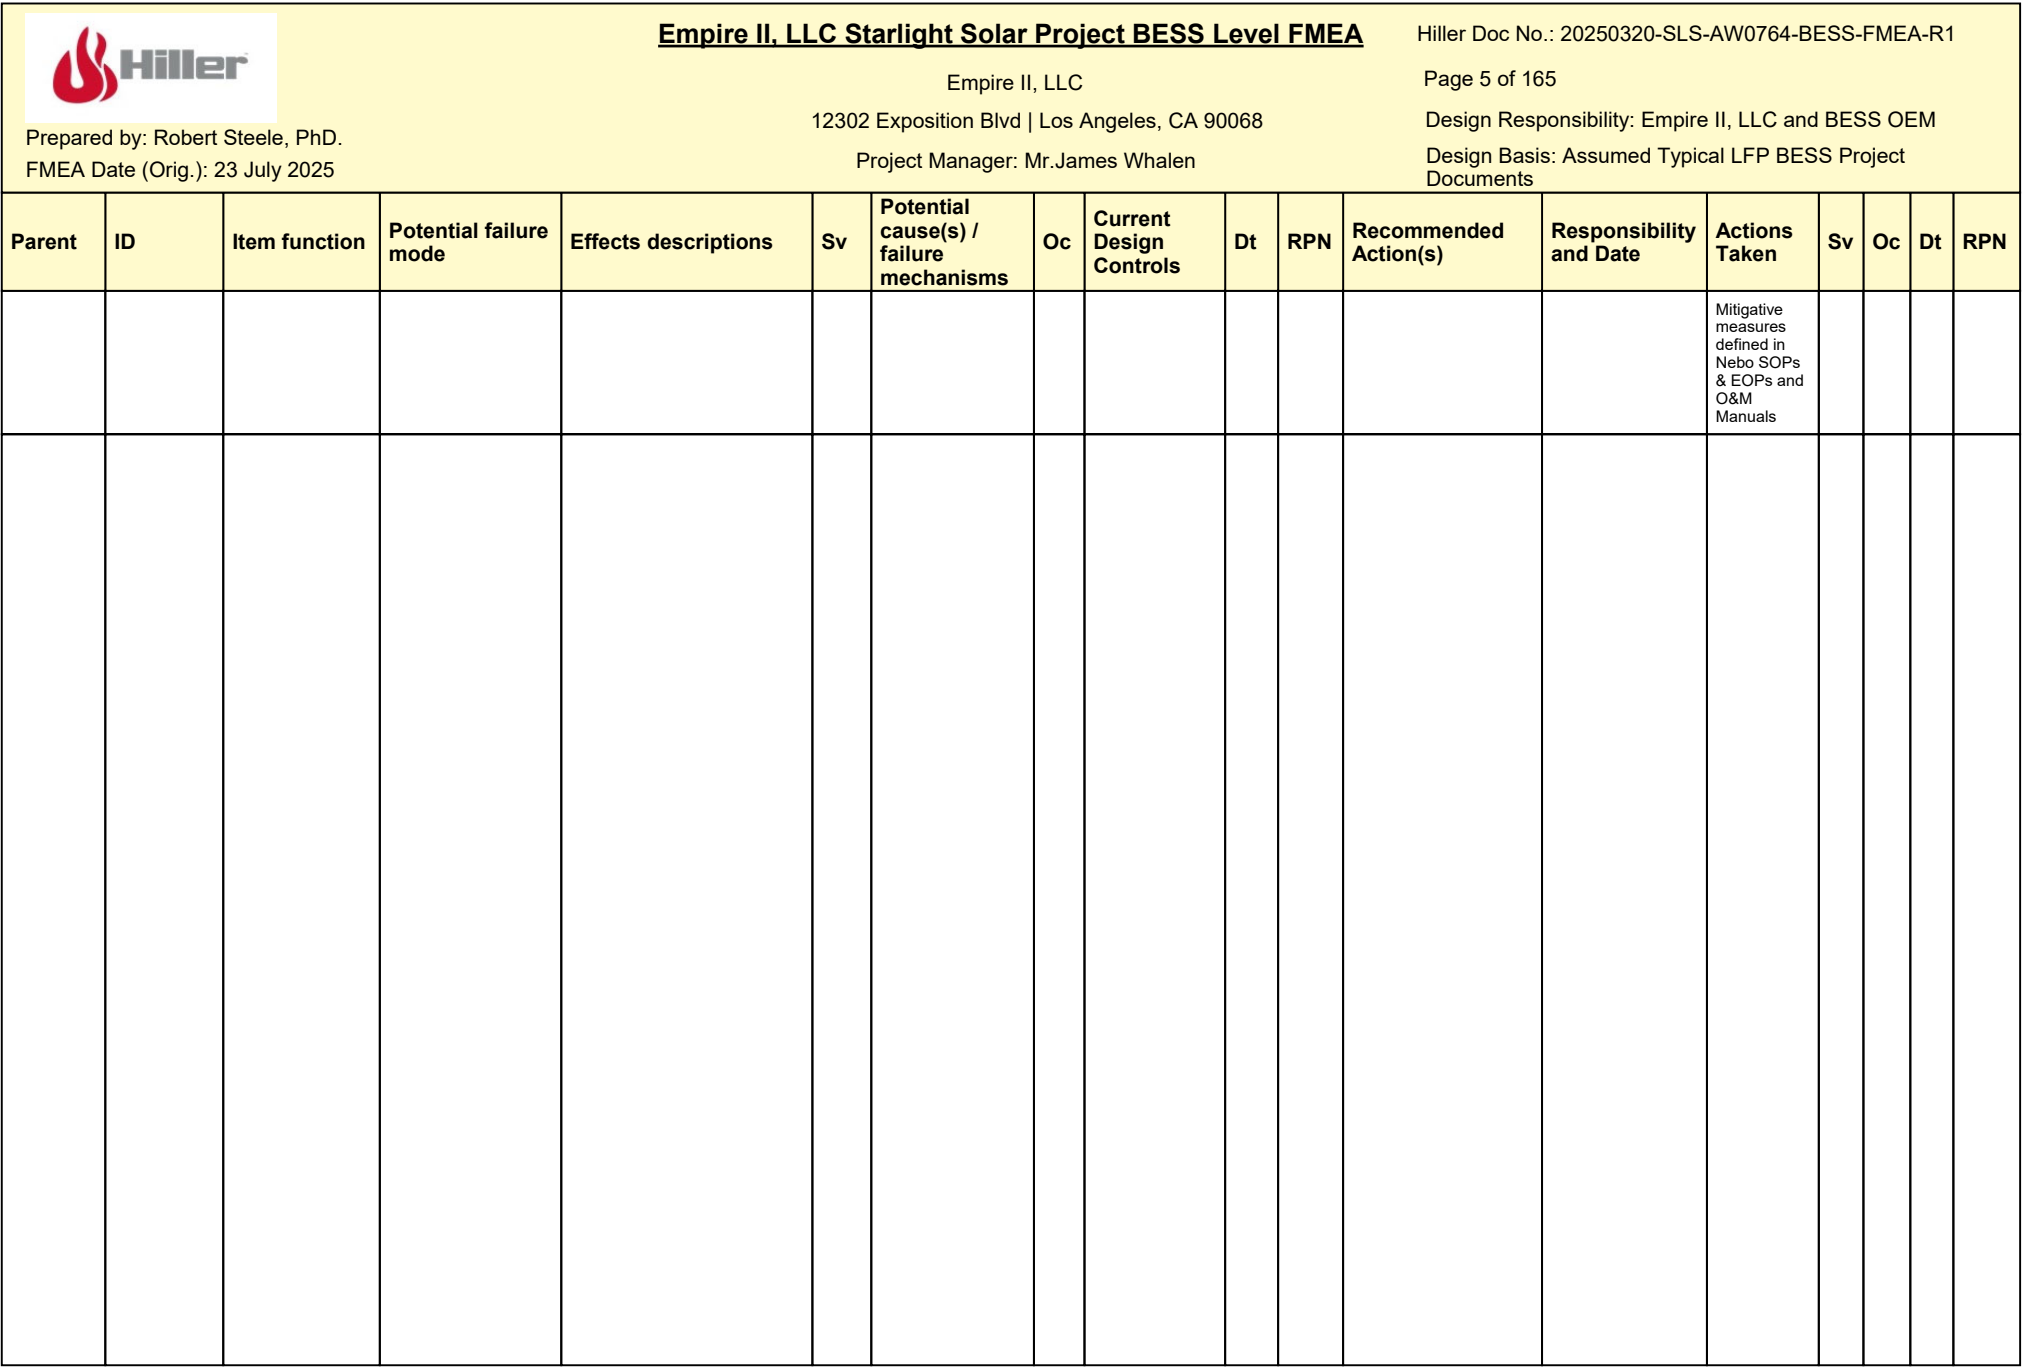 Hiller
Prepared by: Robert Steele, PhD.
FMEA Date (Orig.): 23 July 2025
Empire II, LLC Starlight Solar Project BESS Level FMEA
Empire II, LLC
12302 Exposition Blvd | Los Angeles, CA 90068
Project Manager: Mr.James Whalen
Hiller Doc No.: 20250320-SLS-AW0764-BESS-FMEA-R1
Page 5 of 165
Design Responsibility: Empire II, LLC and BESS OEM
Design Basis: Assumed Typical LFP BESS Project
Documents
Parent
ID
Item function
Potential failure
mode
Effects descriptions
Sv
Potential
cause(s) /
failure
mechanisms
Oc
Current
Design
Controls
Dt
RPN
Recommended
Action(s)
Responsibility
and Date
Actions
Taken
Sv
Oc
Dt
RPN
Mitigative
measures
defined in
Nebo SOPs
& EOPs and
O&M
Manuals